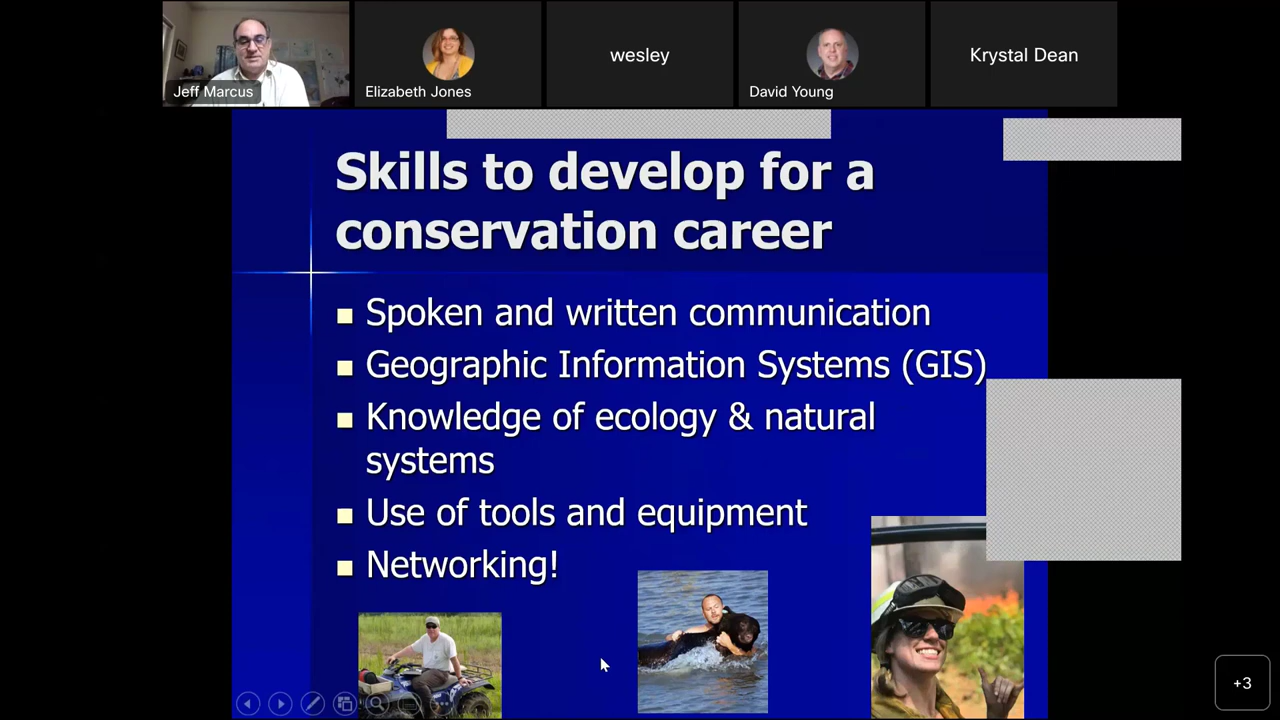 Jeff Marcus
Elizabeth Jones
wesley
David Young
Krystal Dean
Skills to develop for a
conservation career
Spoken and written communication
Geographic Information Systems (GIS)
Knowledge of ecology & natural
systems
Use of tools and equipment
Networking!
+3